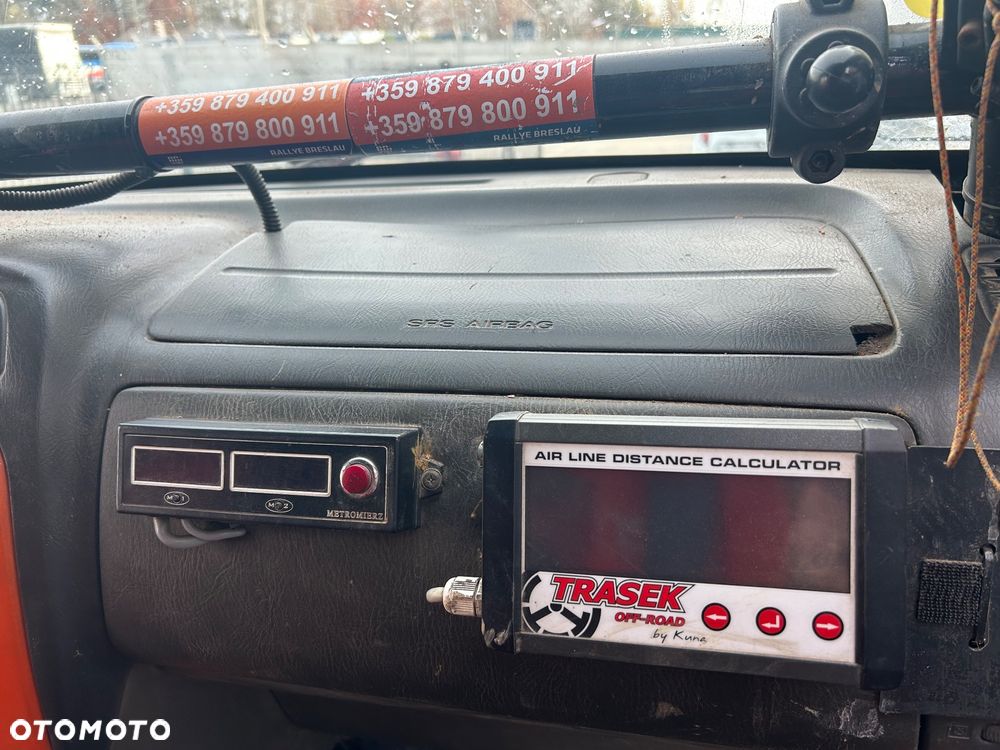 +359 879 400 911
+359 879 800 911
RALLYE BRESLAU
+359 879 400 911
+359 879 800 911
RALLYE BRESLAU
SRS AIRBAG
M 1
M 2
METROMIERZ
AIR LINE DISTANCE CALCULATOR
TRASEK
OFF-ROAD
by Kuna
OTOMOTO